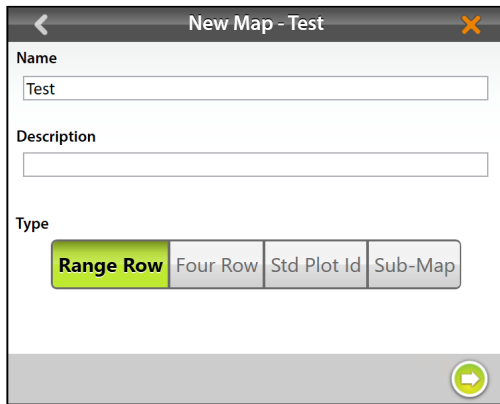 New Map - Test
Name
Test
Description
Type
Range Row Four Row Std Plot Id Sub-Map